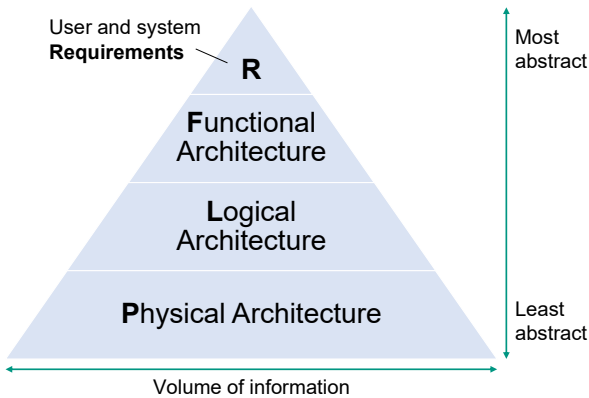 User and system
Requirements
R
Functional
Architecture
Logical
Architecture
Physical Architecture
Most
abstract
Least
abstract
Volume of information